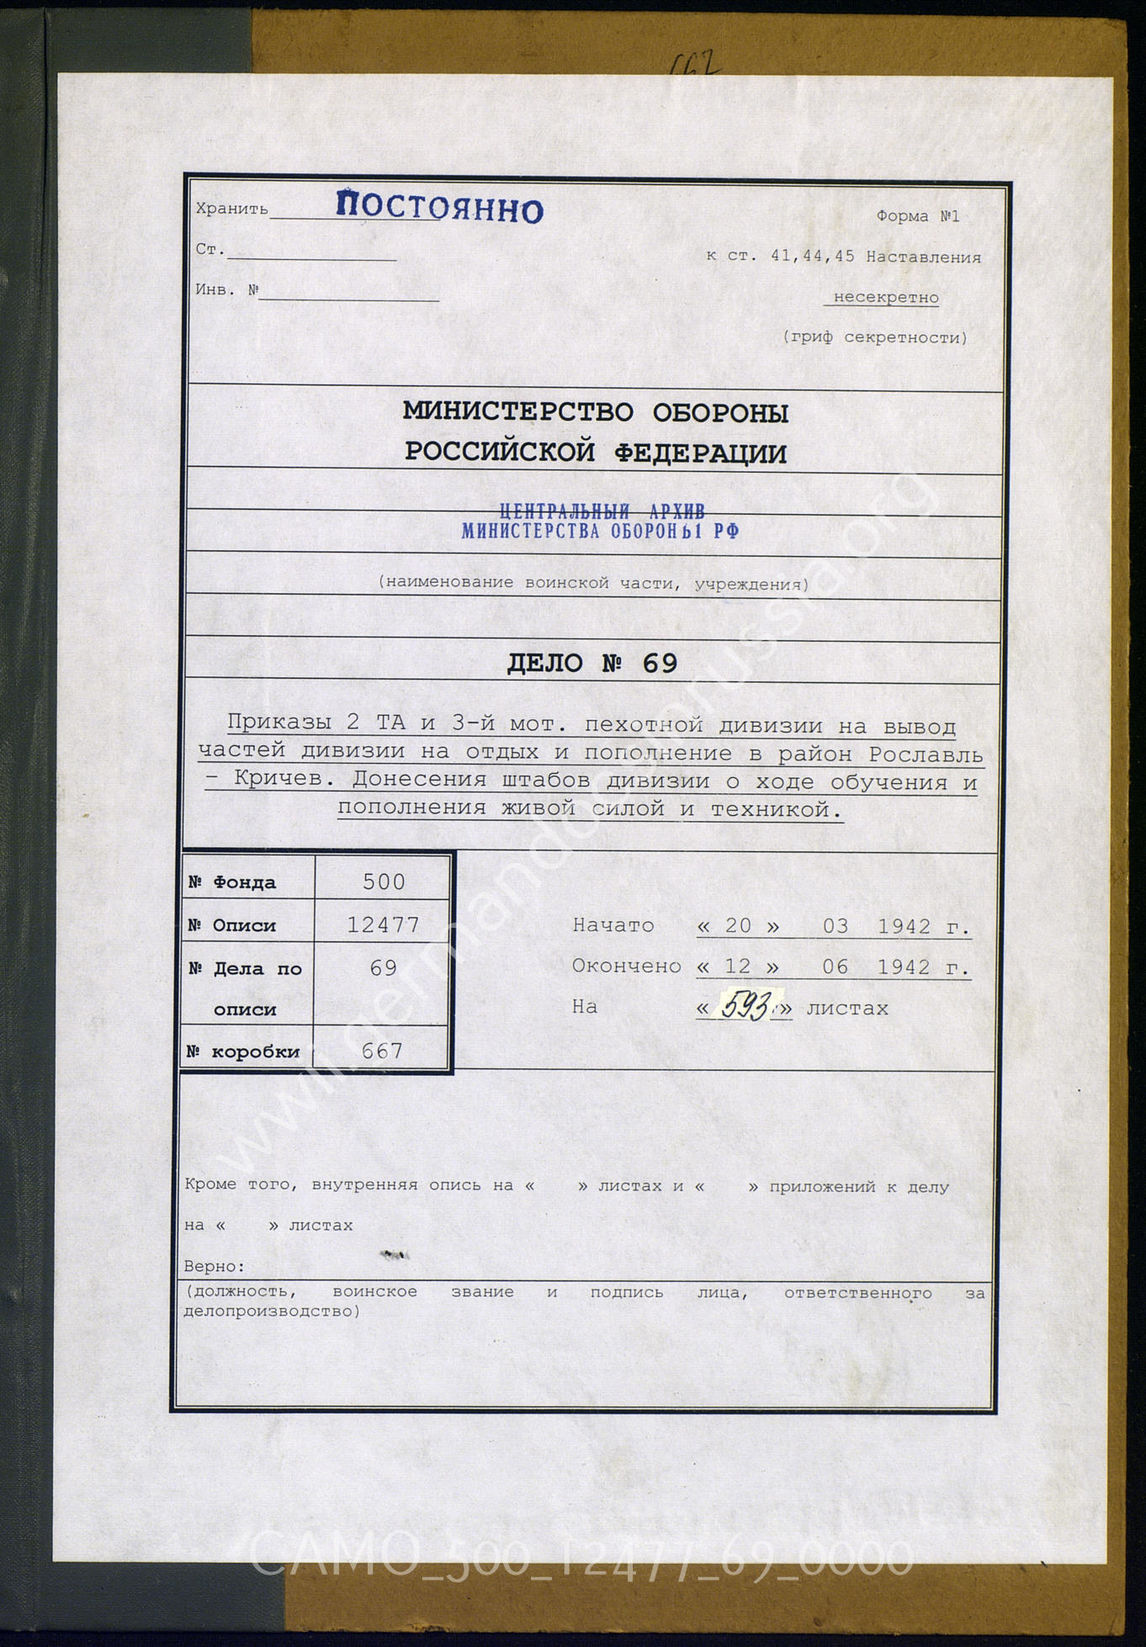 662
Хранить ПОСТОЯННО
Форма №1
Ст.
к ст. 41,44,45 Наставления
Инв. №
несекретно
(гриф секретности)
МИНИСТЕРСТВО ОБОРОНЫ
РОССИЙСКОЙ ФЕДЕРАЦИИ
ЦЕНТРАЛЬНЫЙ АРХИВ
МИНИСТЕРСТВА ОБОРОНЫ РФ
(наименование воинской части, учреждения)
ДЕЛО № 69
Приказы 2 ТА и 3-й мот. пехотной дивизии на вывод
частей дивизии на отдых и пополнение в район Рославль
- Кричев. Донесения штабов дивизии о ходе обучения и
пополнения живой силой и техникой.
№ Фонда 500
№ Описи 12477
№ Дела по 69
описи
№ коробки 667
Начато « 20 » 03 1942 г.
Окончено « 12 » 06 1942 г.
На « 593 » листах
Кроме того, внутренняя опись на « » листах и « » приложений к делу
на « » листах
Верно:
(должность, воинское звание и подпись лица, ответственного за
делопроизводство)
www.germandocsinrussia.org
CAMO_500_12477_69_0000